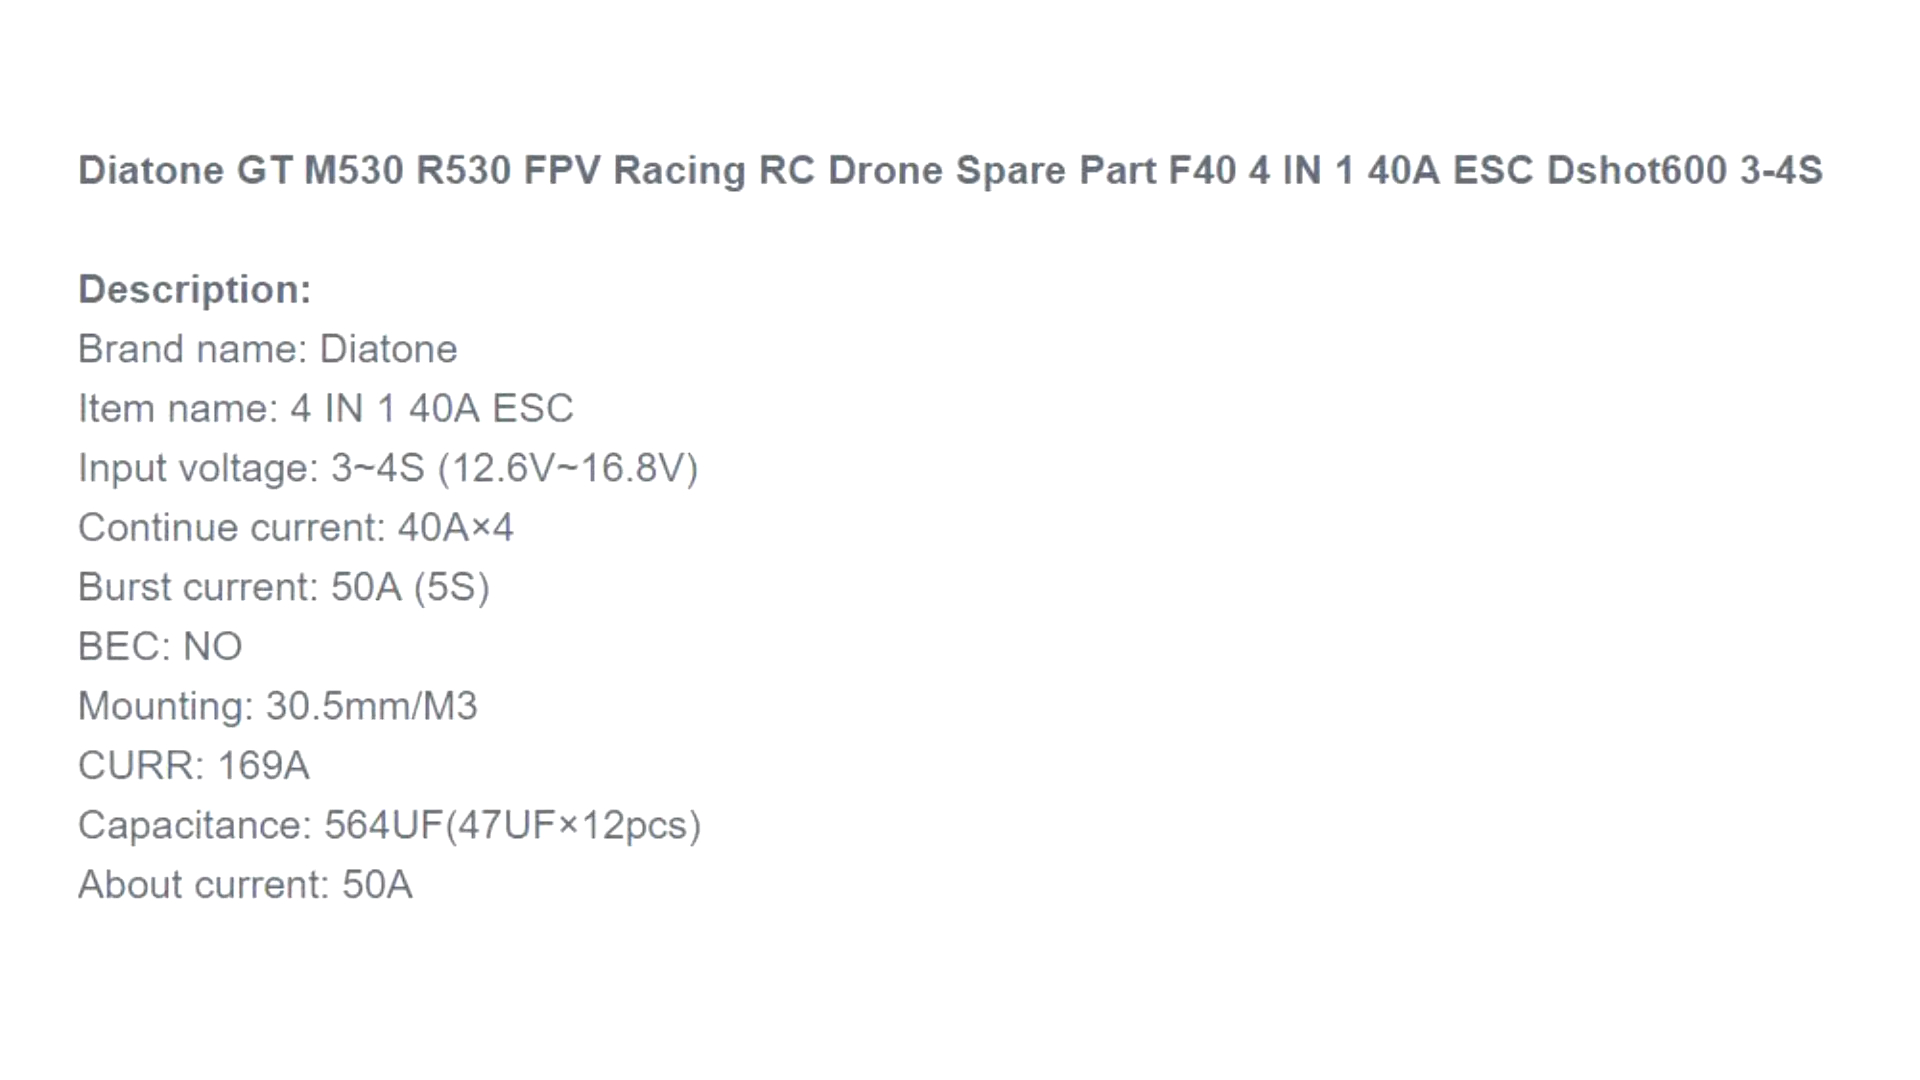 Diatone GT M530 R530 FPV Racing RC Drone Spare Part F40 4 IN 1 40A ESC Dshot600 3-4S
Description:
Brand name: Diatone
Item name: 4 IN 1 40A ESC
Input voltage: 3~4S (12.6V~16.8V)
Continue current: 40A×4
Burst current: 50A (5S)
BEC: NO
Mounting: 30.5mm/M3
CURR: 169A
Capacitance: 564UF(47UF×12pcs)
About current: 50A